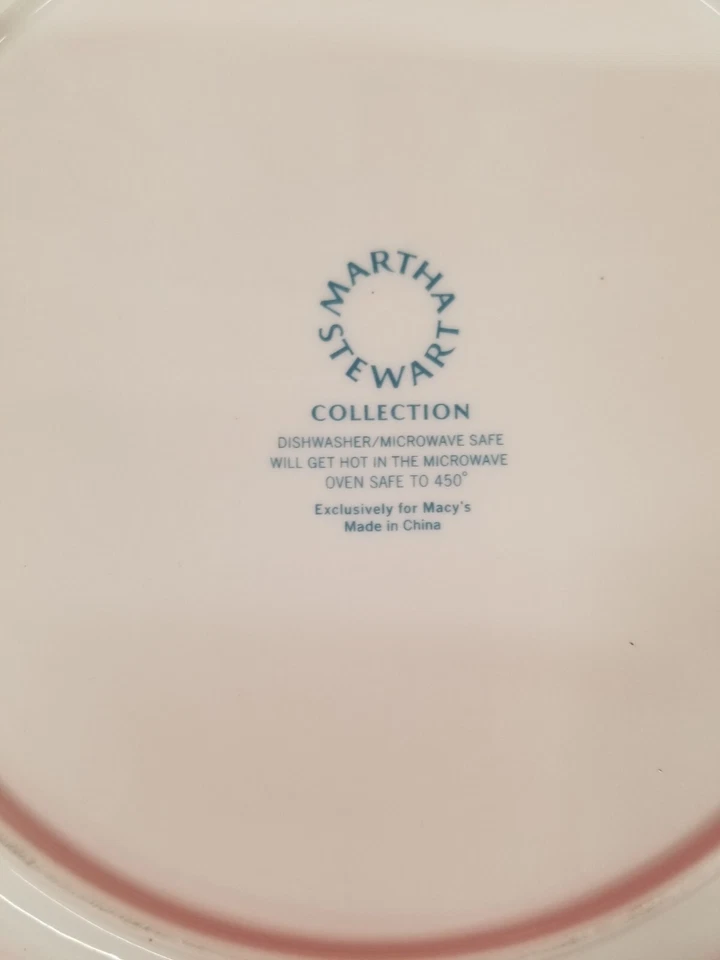 MARTHA
STEWART
COLLECTION
DISHWASHER/MICROWAVE SAFE
WILL GET HOT IN THE MICROWAVE
OVEN SAFE TO 450°
Exclusively for Macy's
Made in China